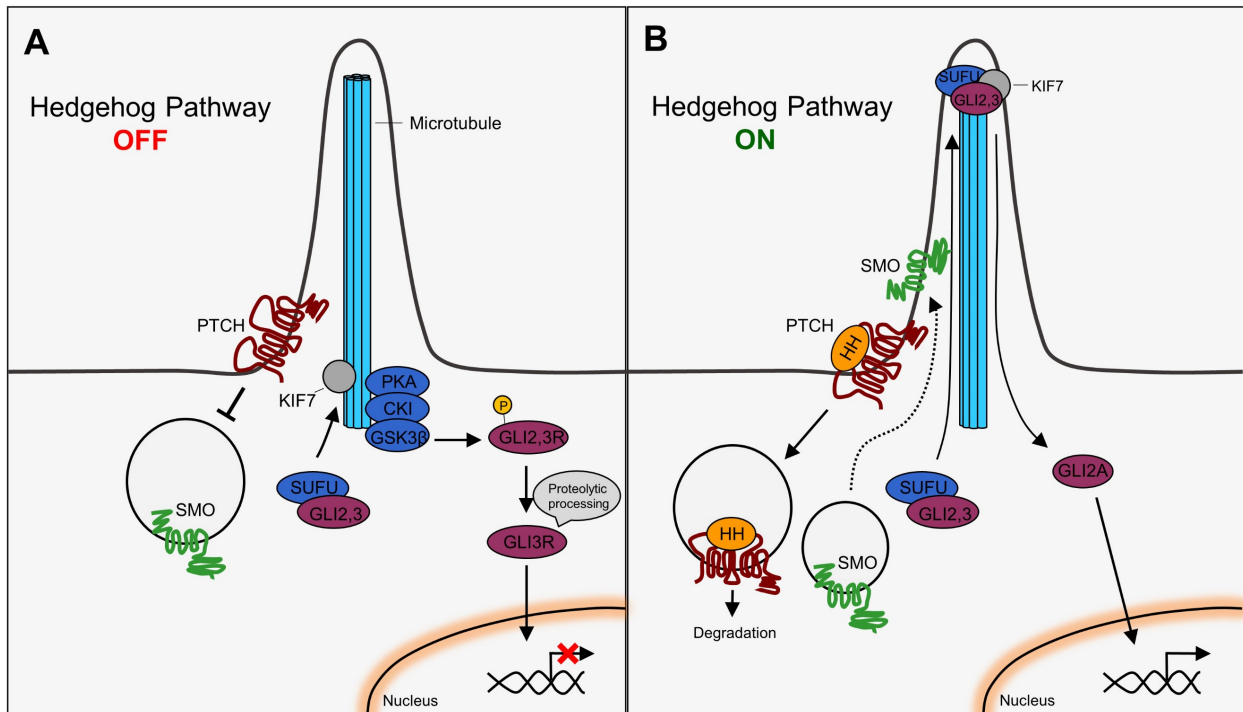 A
Hedgehog Pathway
OFF
Microtubule
PTCH
KIF7
PKA
CKI
GSK3β
P
GLI2,3R
SMO
SUFU
GLI2,3
Proteolytic
processing
GLI3R
Nucleus
B
Hedgehog Pathway
ON
SUFU
GLI2,3
KIF7
SMO
PTCH
HH
SUFU
GLI2,3
GLI2A
HH
SMO
Degradation
Nucleus